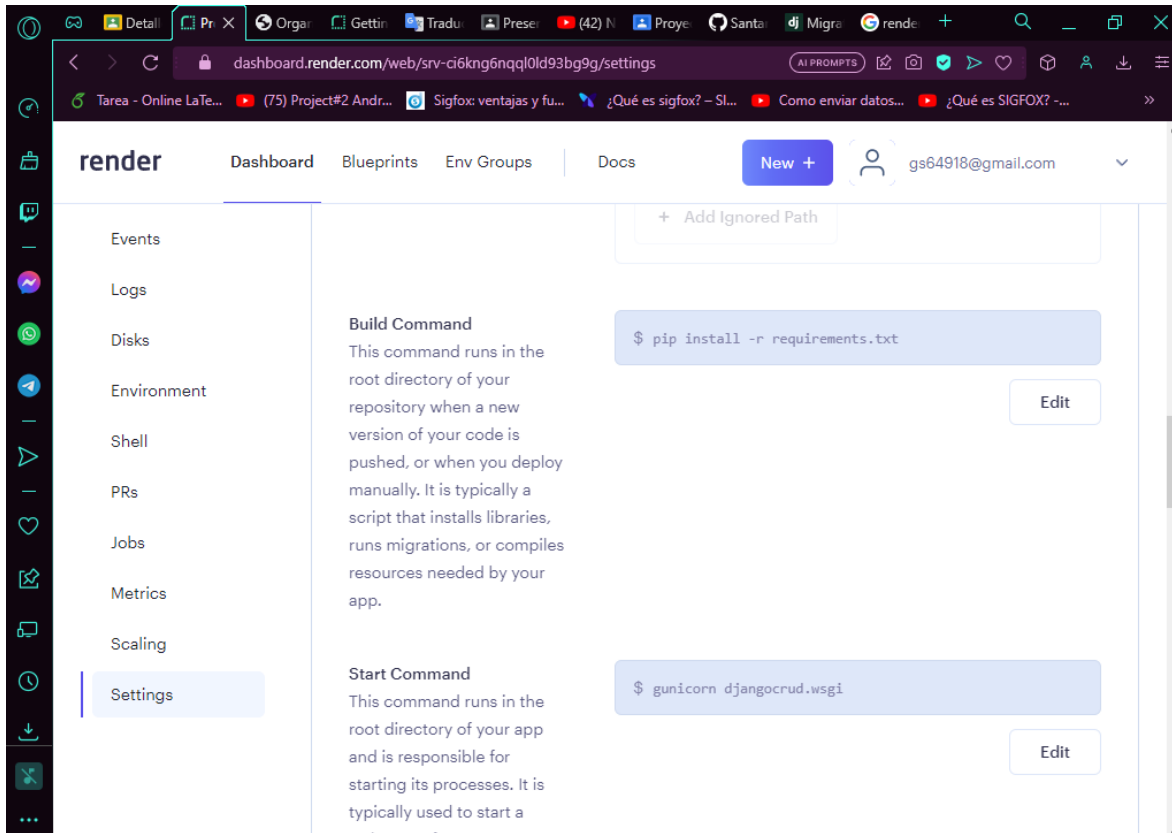 Detall
Pr
Organ
Gettin
Tradu
Preser
(42) N
Proye
Santa
Migra
rende
dashboard.render.com/web/srv-ci6kng6nqql0ld93bg9g/settings
AI PROMPTS
Tarea - Online LaTe...
(75) Project#2 Andr...
Sigfox: ventajas y fu...
¿Qué es sigfox? – SI...
Como enviar datos...
¿Qué es SIGFOX? -...
render
Dashboard
Blueprints
Env Groups
Docs
New +
gs64918@gmail.com
+ Add Ignored Path
Events
Logs
Disks
Environment
Shell
PRs
Jobs
Metrics
Scaling
Settings
Build Command
This command runs in the
root directory of your
repository when a new
version of your code is
pushed, or when you deploy
manually. It is typically a
script that installs libraries,
runs migrations, or compiles
resources needed by your
app.
$ pip install -r requirements.txt
Edit
Start Command
This command runs in the
root directory of your app
and is responsible for
starting its processes. It is
typically used to start a
$ gunicorn djangocrud.wsgi
Edit